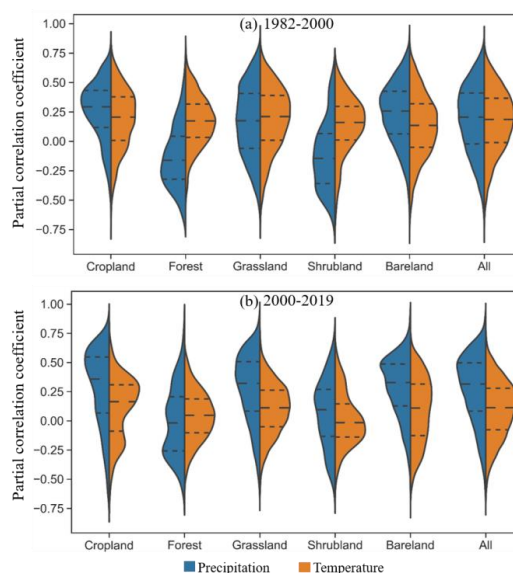 (a) 1982-2000
Partial correlation coefficient
1.00
0.75
0.50
0.25
0.00
−0.25
−0.50
−0.75
Cropland Forest Grassland Shrubland Bareland All
(b) 2000-2019
Partial correlation coefficient
1.00
0.75
0.50
0.25
0.00
−0.25
−0.50
−0.75
Cropland Forest Grassland Shrubland Bareland All
Precipitation Temperature